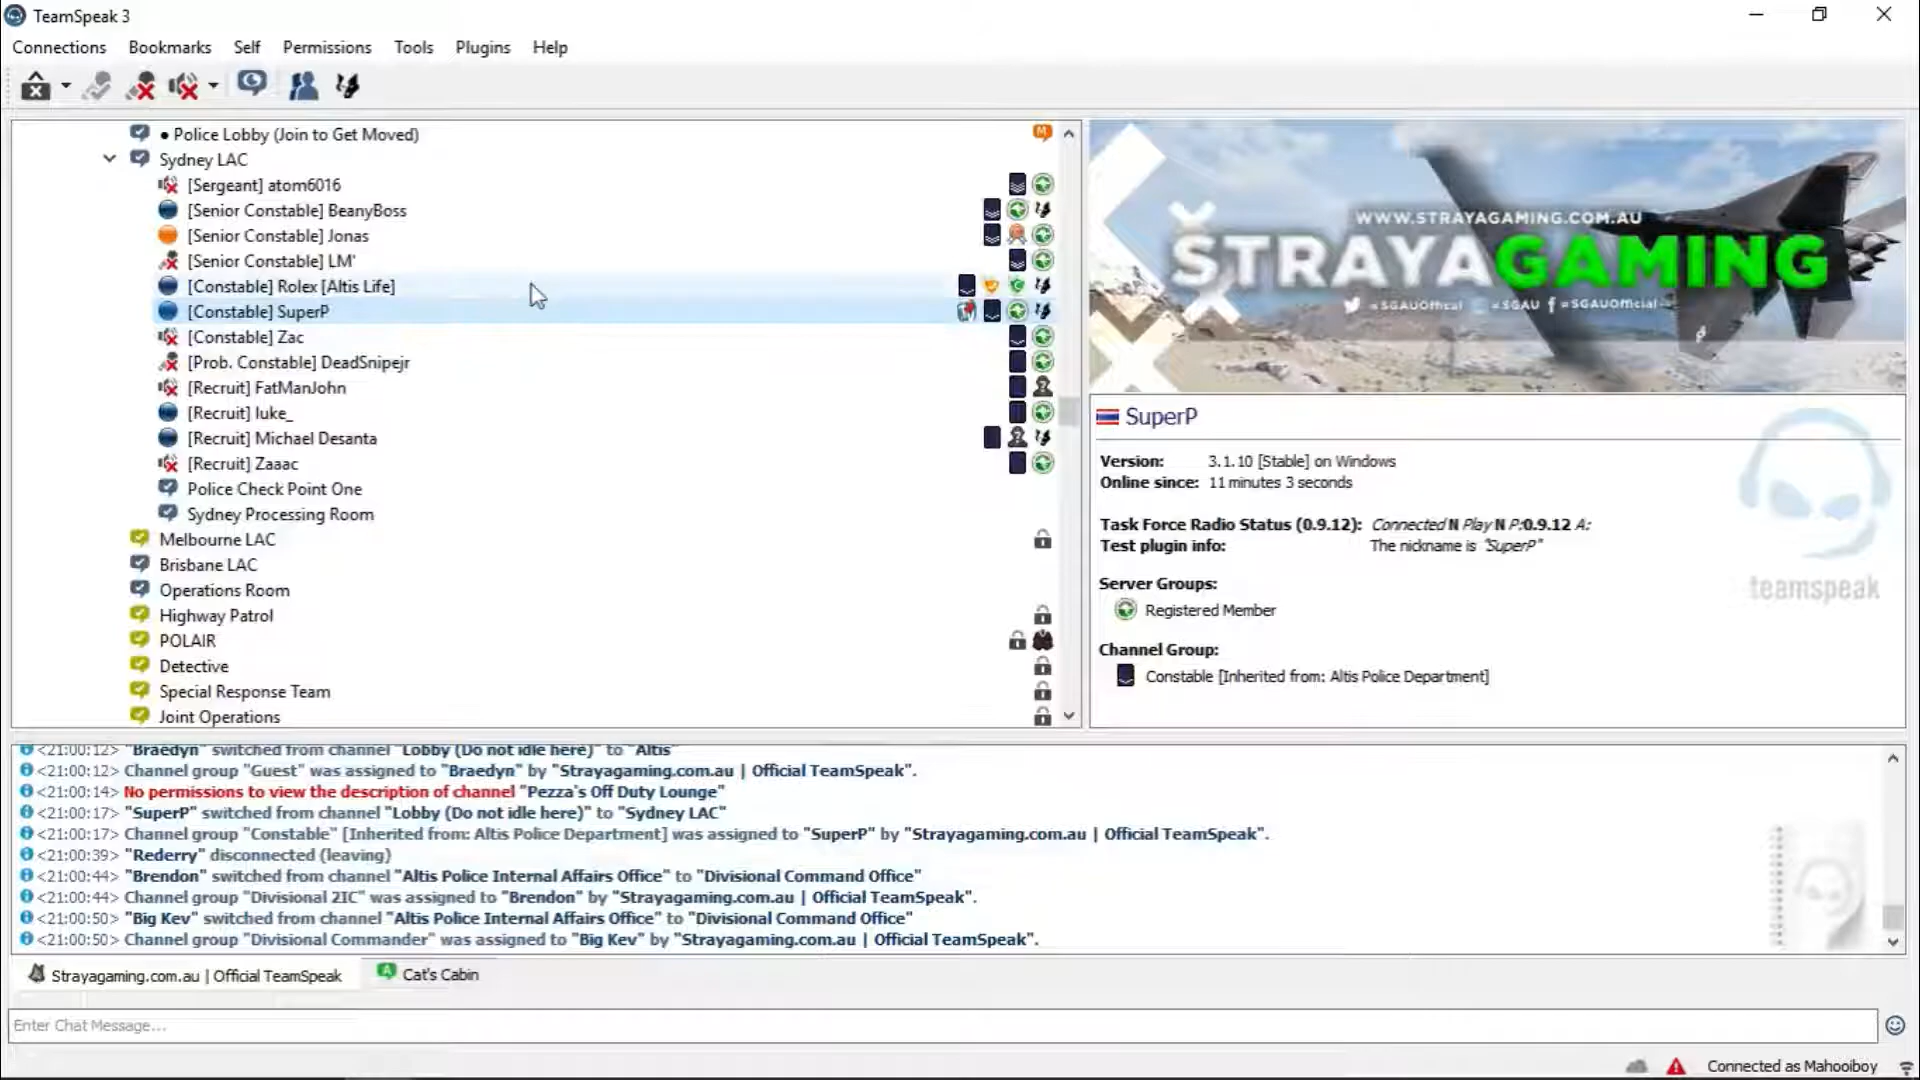 TeamSpeak 3
Connections Bookmarks Self Permissions Tools Plugins Help
● Police Lobby (Join to Get Moved)
Sydney LAC
[Sergeant] atom6016
[Senior Constable] BeanyBoss
[Senior Constable] Jonas
[Senior Constable] LM'
[Constable] Rolex [Altis Life]
[Constable] SuperP
[Constable] Zac
[Prob. Constable] DeadSnipejr
[Recruit] FatManJohn
[Recruit] luke_
[Recruit] Michael Desanta
[Recruit] Zaaac
Police Check Point One
Sydney Processing Room
Melbourne LAC
Brisbane LAC
Operations Room
Highway Patrol
POLAIR
Detective
Special Response Team
Joint Operations
WWW.STRAYAGAMING.COM.AU
STRAYAGAMING
SuperP
Version: 3.1.10 [Stable] on Windows
Online since: 11 minutes 3 seconds
Task Force Radio Status (0.9.12): Connected N Play N P:0.9.12 A:
Test plugin info: The nickname is "SuperP"
Server Groups:
Registered Member
Channel Group:
Constable [Inherited from: Altis Police Department]
teamspeak
<21:00:12> "Braedyn" switched from channel "Lobby (Do not idle here)" to "Altis"
<21:00:12> Channel group "Guest" was assigned to "Braedyn" by "Strayagaming.com.au | Official TeamSpeak".
<21:00:14> No permissions to view the description of channel "Pezza's Off Duty Lounge"
<21:00:17> "SuperP" switched from channel "Lobby (Do not idle here)" to "Sydney LAC"
<21:00:17> Channel group "Constable" [Inherited from: Altis Police Department] was assigned to "SuperP" by "Strayagaming.com.au | Official TeamSpeak".
<21:00:39> "Rederry" disconnected (leaving)
<21:00:44> "Brendon" switched from channel "Altis Police Internal Affairs Office" to "Divisional Command Office"
<21:00:44> Channel group "Divisional 2IC" was assigned to "Brendon" by "Strayagaming.com.au | Official TeamSpeak".
<21:00:50> "Big Kev" switched from channel "Altis Police Internal Affairs Office" to "Divisional Command Office"
<21:00:50> Channel group "Divisional Commander" was assigned to "Big Kev" by "Strayagaming.com.au | Official TeamSpeak".
Strayagaming.com.au | Official TeamSpeak Cat's Cabin
Enter Chat Message...
Connected as Mahooiboy